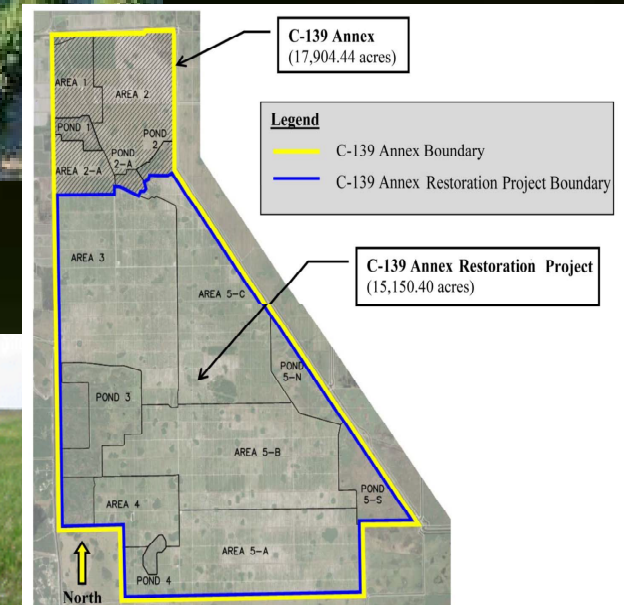 C-139 Annex
(17,904.44 acres)
Legend
C-139 Annex Boundary
C-139 Annex Restoration Project Boundary
AREA 1
AREA 2
POND 1
POND
2
POND
2-A
AREA 2-A
C-139 Annex Restoration Project
(15,150.40 acres)
AREA 3
AREA 5-C
POND
5-N
POND 3
AREA 5-B
POND
5-S
AREA 4
AREA 5-A
POND 4
North